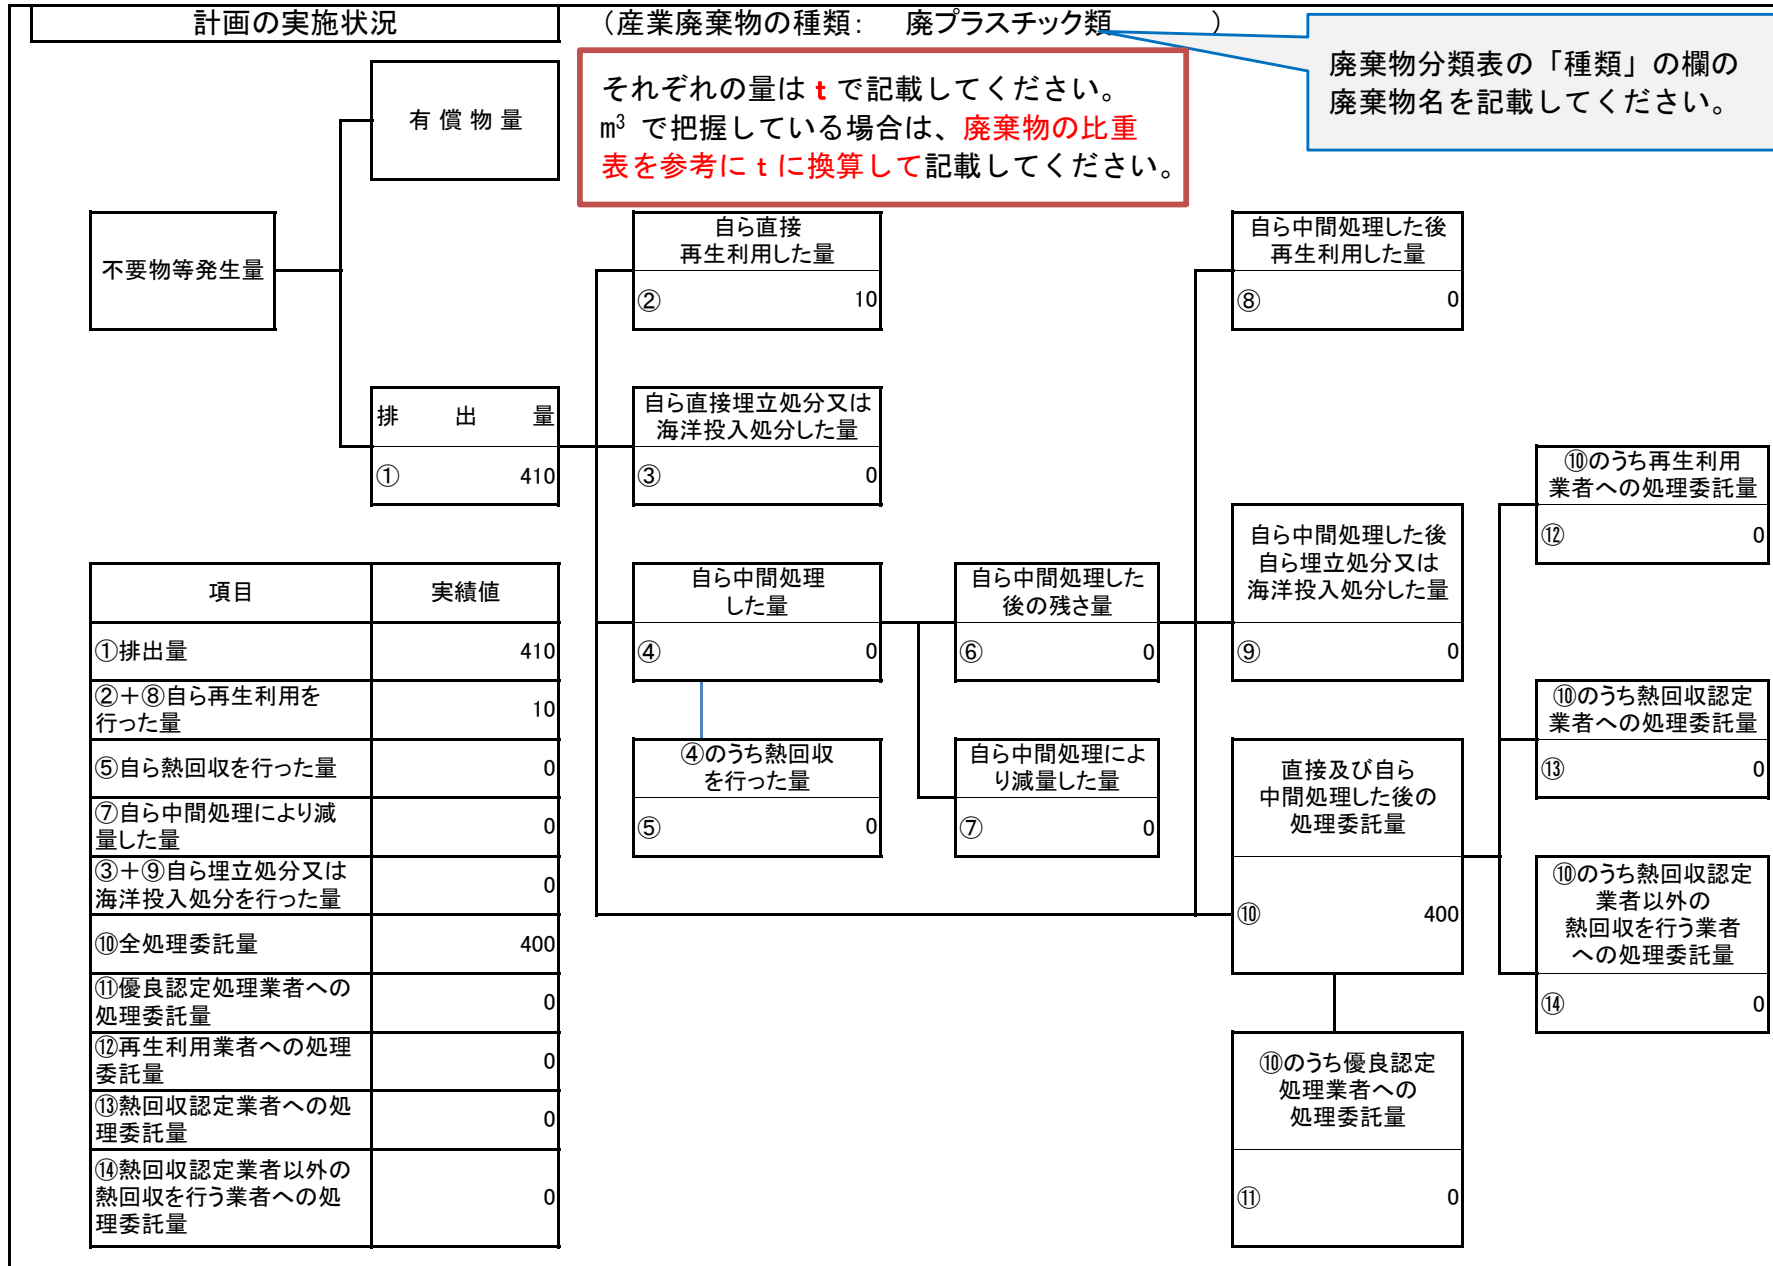 計画の実施状況
（産業廃棄物の種類： 廃プラスチック類 ）
廃棄物分類表の「種類」の欄の
廃棄物名を記載してください。
それぞれの量は t で記載してください。
m³ で把握している場合は、廃棄物の比重
表を参考に t に換算して記載してください。
有 償 物 量
不要物等発生量
自ら直接
再生利用した量
② 10
自ら中間処理した後
再生利用した量
⑧ 0
排 出 量
① 410
自ら直接埋立処分又は
海洋投入処分した量
③ 0
⑩のうち再生利用
業者への処理委託量
⑫ 0
自ら中間処理した後
自ら埋立処分又は
海洋投入処分した量
⑨ 0
自ら中間処理
した量
④ 0
自ら中間処理した
後の残さ量
⑥ 0
④のうち熱回収
を行った量
⑤ 0
自ら中間処理によ
り減量した量
⑦ 0
直接及び自ら
中間処理した後の
処理委託量
⑩ 400
⑩のうち熱回収認定
業者への処理委託量
⑬ 0
⑩のうち熱回収認定
業者以外の
熱回収を行う業者
への処理委託量
⑭ 0
⑩のうち優良認定
処理業者への
処理委託量
⑪ 0
項目 実績値
①排出量 410
②＋⑧自ら再生利用を
行った量 10
⑤自ら熱回収を行った量 0
⑦自ら中間処理により減
量した量 0
③＋⑨自ら埋立処分又は
海洋投入処分を行った量 0
⑩全処理委託量 400
⑪優良認定処理業者への
処理委託量 0
⑫再生利用業者への処理
委託量 0
⑬熱回収認定業者への処
理委託量 0
⑭熱回収認定業者以外の
熱回収を行う業者への処
理委託量 0